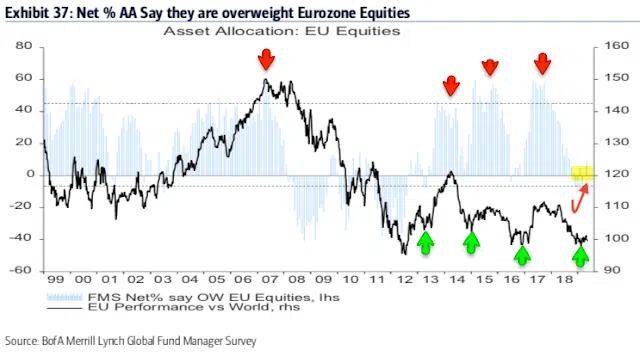 Exhibit 37: Net % AA Say they are overweight Eurozone Equities
Asset Allocation: EU Equities
80 160
60 150
40 140
20 130
0 120
-20 110
-40 100
-60 90
99 00 01 02 03 04 05 06 07 08 09 10 11 12 13 14 15 16 17 18
FMS Net% say OW EU Equities, lhs
EU Performance vs World, rhs
Source: BofA Merrill Lynch Global Fund Manager Survey